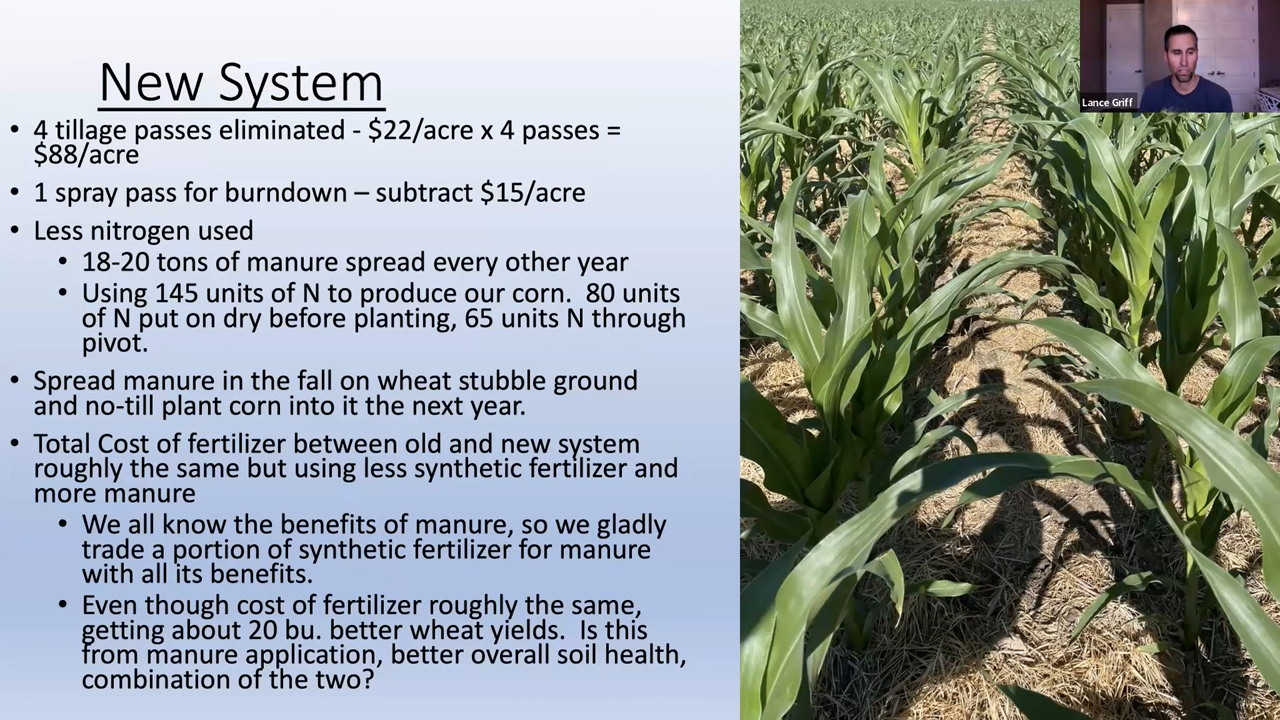 New System
• 4 tillage passes eliminated - $22/acre x 4 passes =
$88/acre
• 1 spray pass for burndown – subtract $15/acre
• Less nitrogen used
• 18-20 tons of manure spread every other year
• Using 145 units of N to produce our corn.  80 units
of N put on dry before planting, 65 units N through
pivot.
• Spread manure in the fall on wheat stubble ground
and no-till plant corn into it the next year.
• Total Cost of fertilizer between old and new system
roughly the same but using less synthetic fertilizer and
more manure
• We all know the benefits of manure, so we gladly
trade a portion of synthetic fertilizer for manure
with all its benefits.
• Even though cost of fertilizer roughly the same,
getting about 20 bu. better wheat yields.  Is this
from manure application, better overall soil health,
combination of the two?
Lance Griff